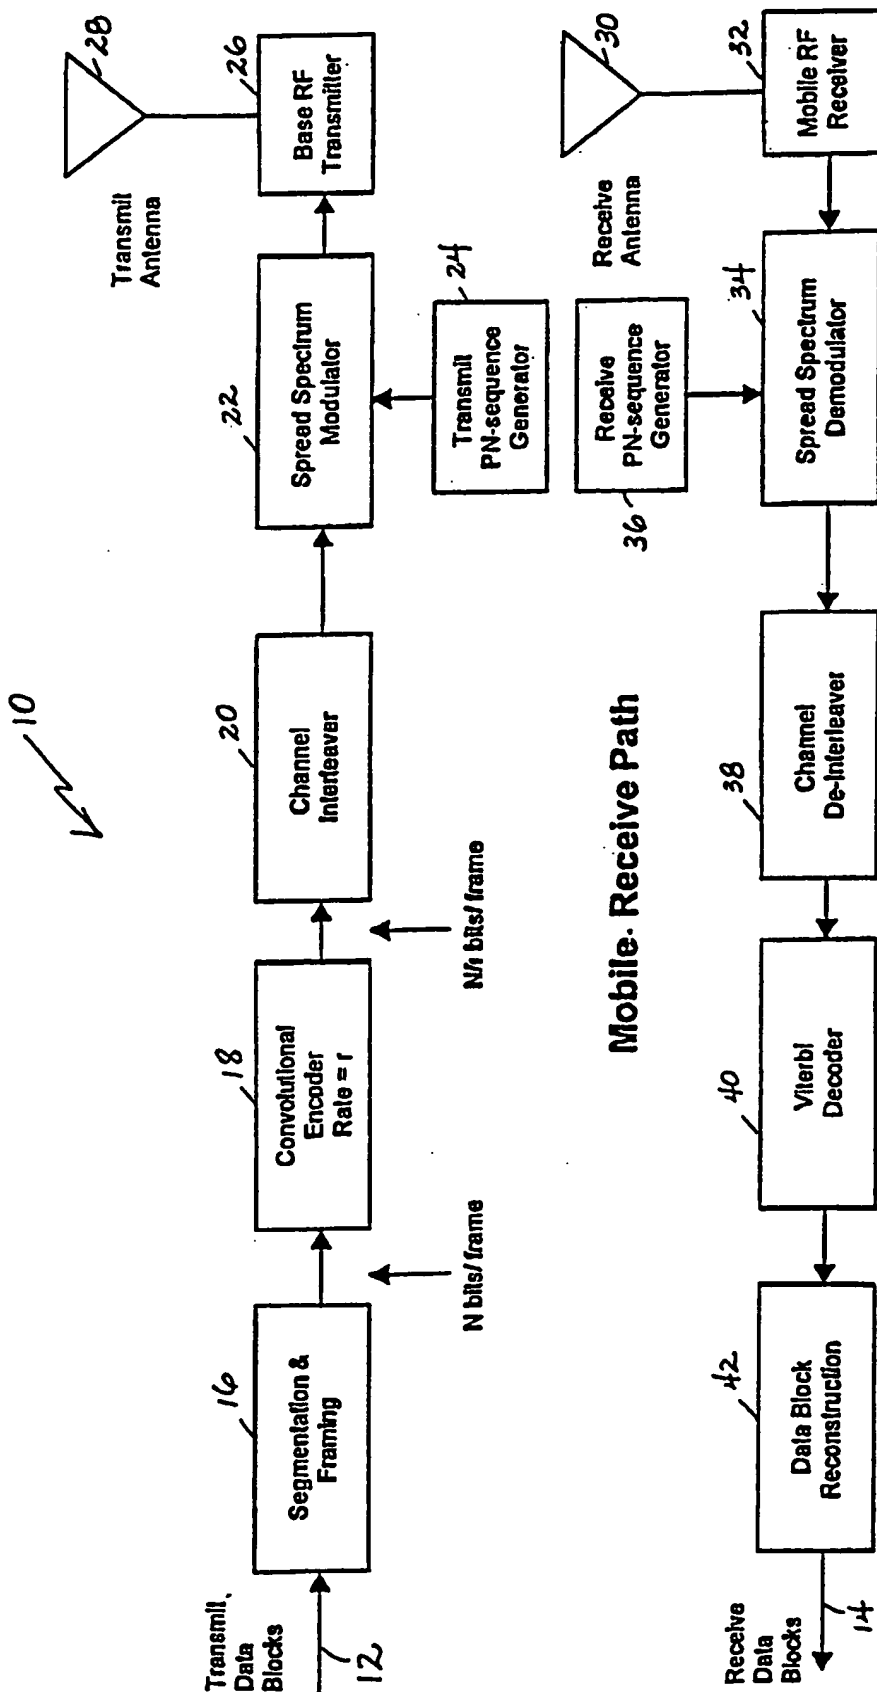 10
Transmit
Antenna
28
Transmit.
Data
Blocks
12
16
Segmentation &
Framing
N bits/frame
18
Convolutional
Encoder
Rate = r
N/r bits/frame
20
Channel
Interleaver
22
Spread Spectrum
Modulator
26
Base RF
Transmitter
24
Transmit
PN-sequence
Generator
Mobile- Receive Path
Receive
Antenna
30
36
Receive
PN-sequence
Generator
Receive
Data
Blocks
14
42
Data Block
Reconstruction
40
Viterbi
Decoder
38
Channel
De-Interleaver
34
Spread Spectrum
Demodulator
32
Mobile RF
Receiver